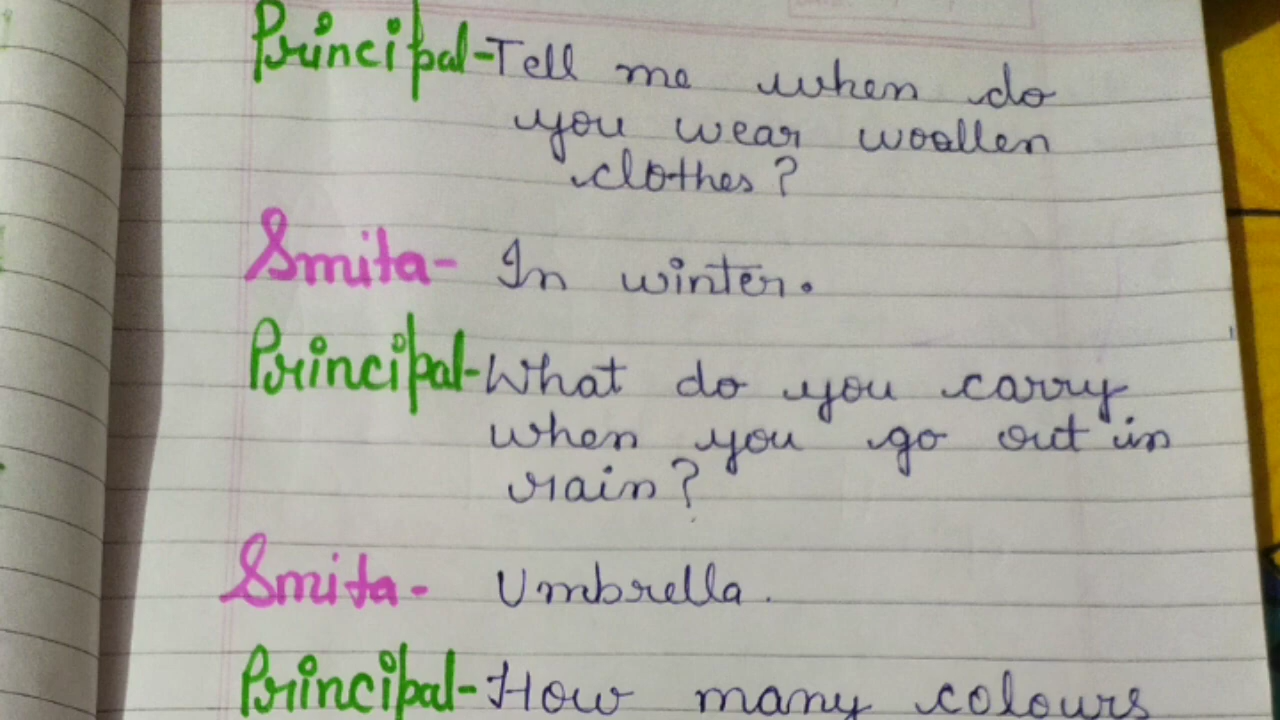 Principal-Tell me when do
you wear woollen
clothes?
Smita- In winter.
Principal-What do you carry
when you go out in
rain?
Smita- Umbrella.
Principal-How many colours